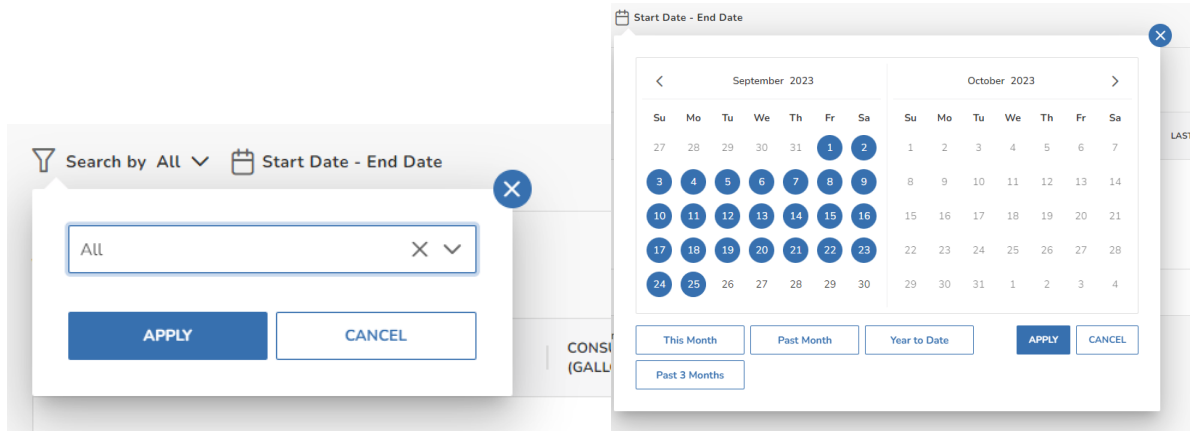 Search by All Start Date - End Date
All
APPLY CANCEL
CONSU
(GALL
Start Date - End Date
September 2023 October 2023
Su Mo Tu We Th Fr Sa Su Mo Tu We Th Fr Sa
27 28 29 30 31 1 2 1 2 3 4 5 6 7
3 4 5 6 7 8 9 8 9 10 11 12 13 14
10 11 12 13 14 15 16 15 16 17 18 19 20 21
17 18 19 20 21 22 23 22 23 24 25 26 27 28
24 25 26 27 28 29 30 29 30 31 1 2 3 4
This Month Past Month Year to Date APPLY CANCEL
Past 3 Months
LAST